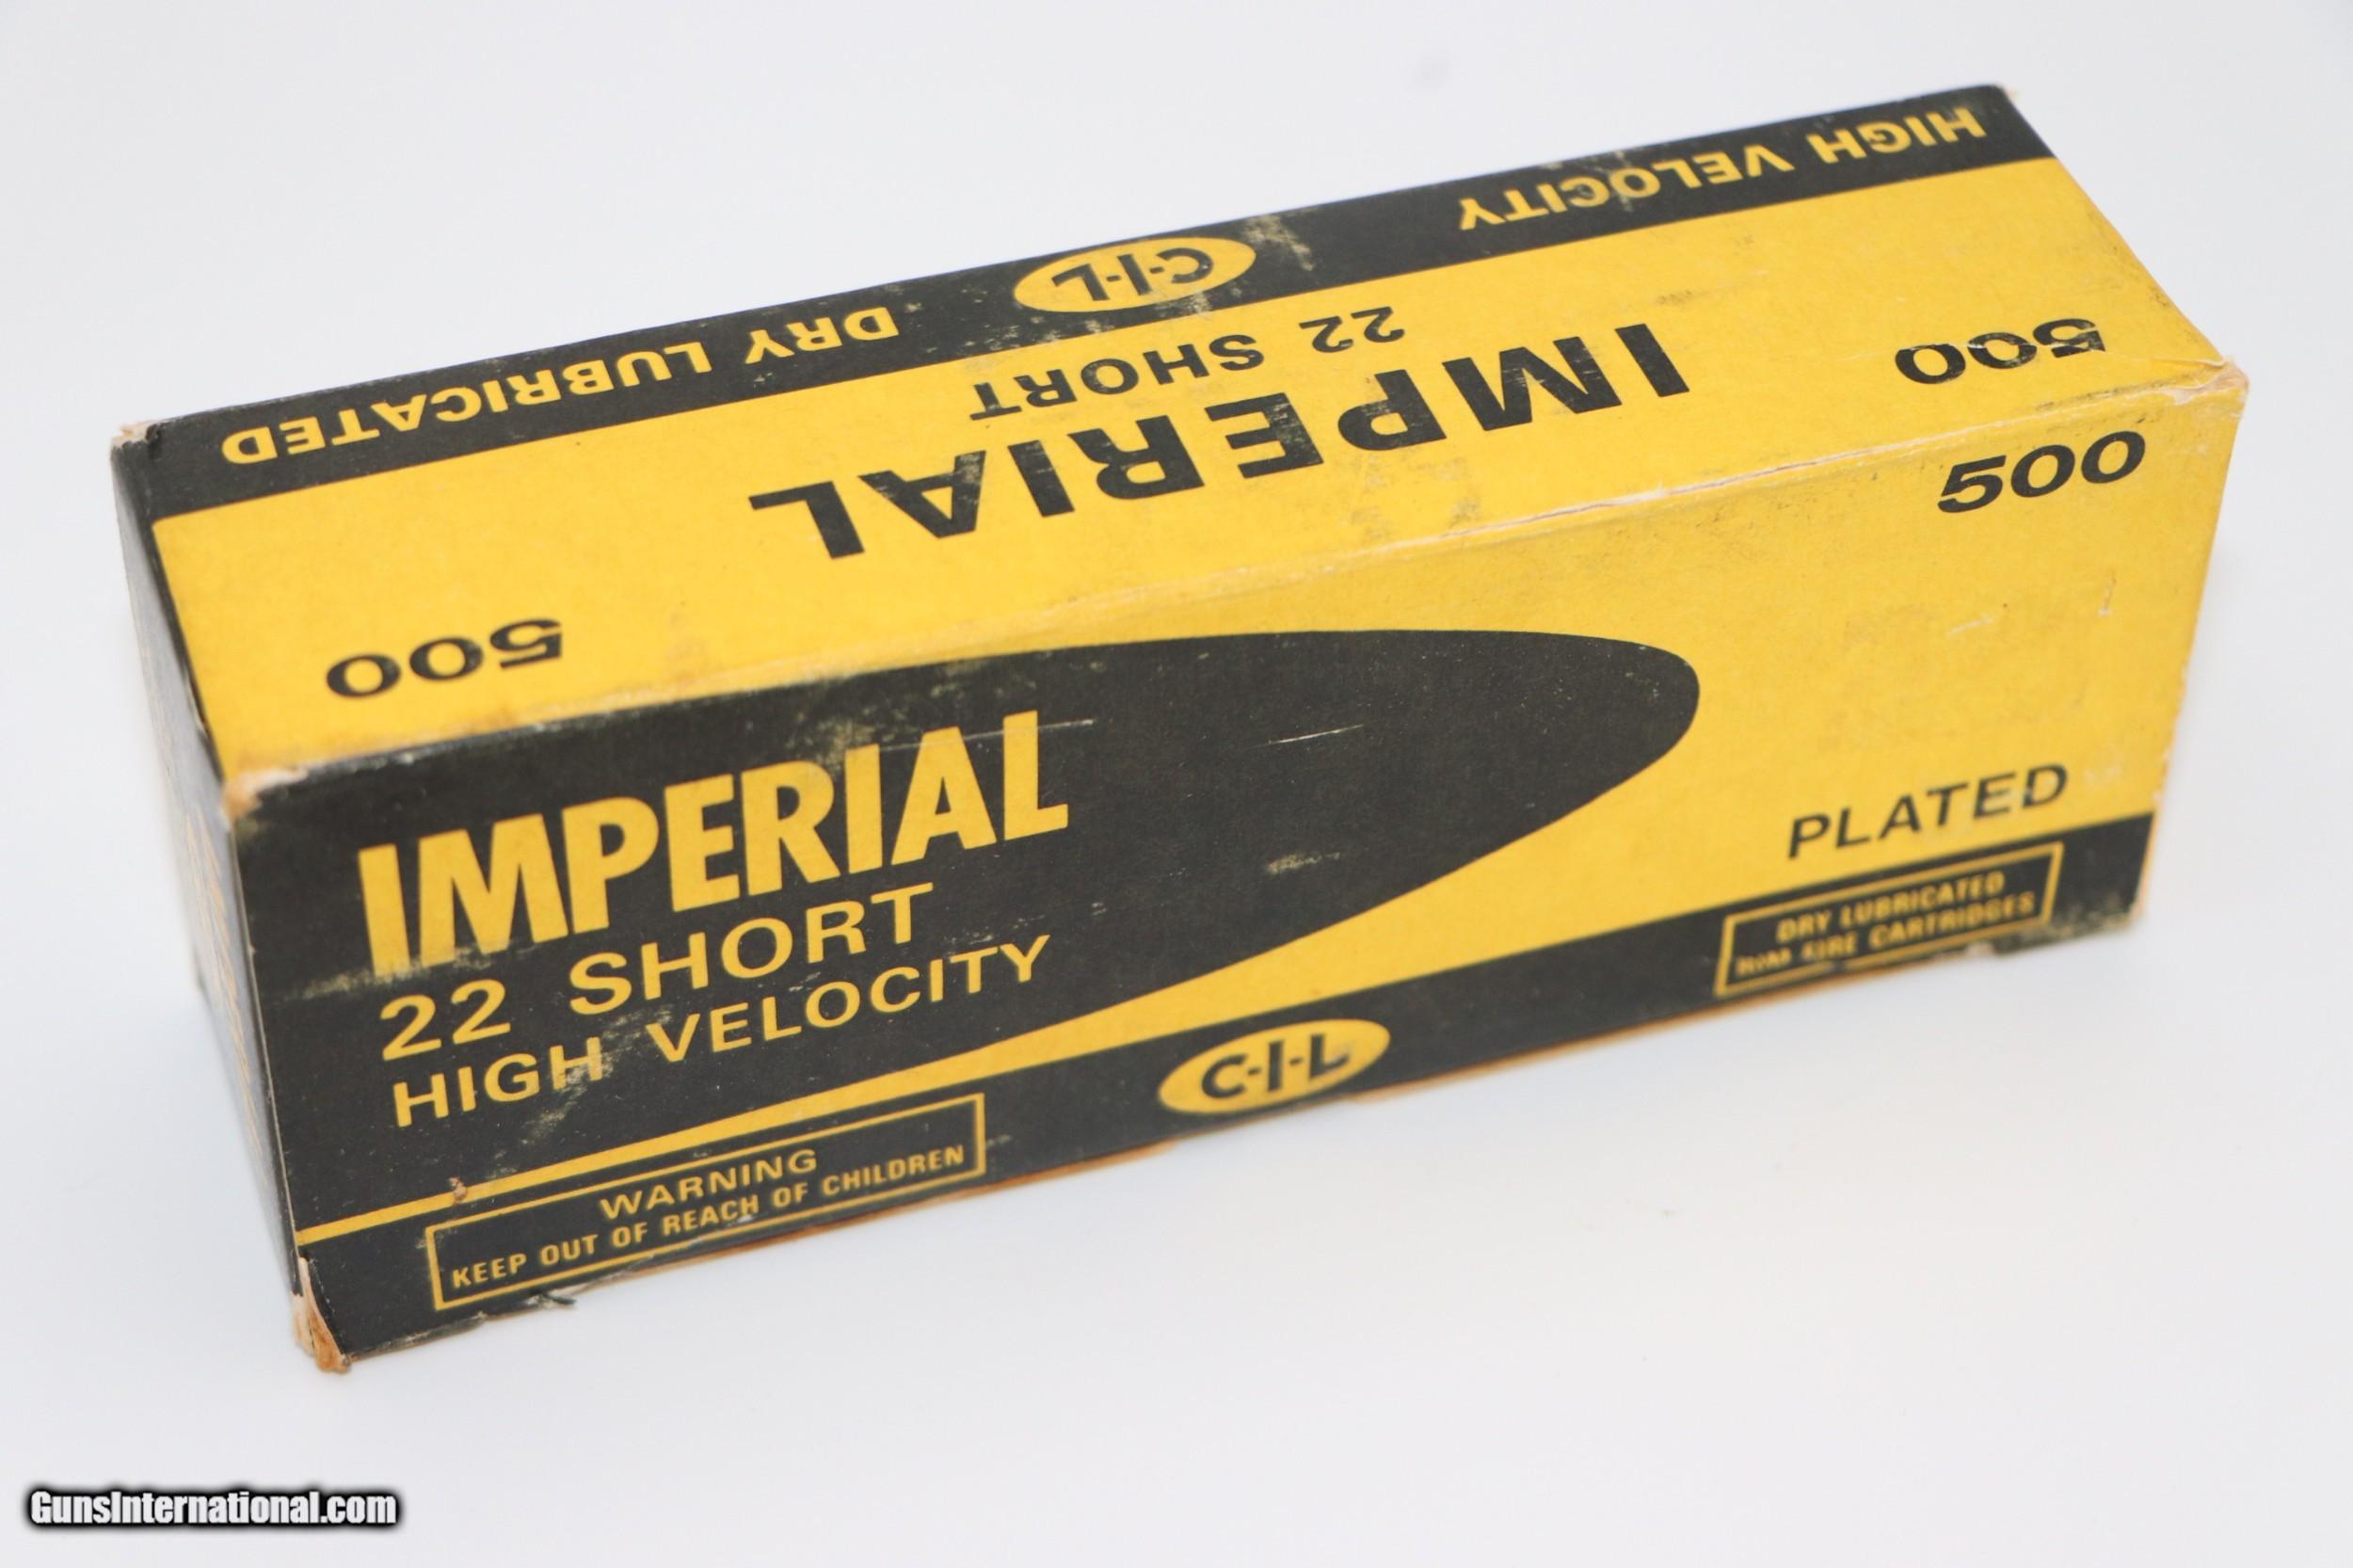 HIGH VELOCITY
C-I-L
DRY LUBRICATED
22 SHORT
IMPERIAL
500
500
500
IMPERIAL
22 SHORT
HIGH VELOCITY
PLATED
DRY LUBRICATED
RIM FIRE CARTRIDGES
C-I-L
WARNING
KEEP OUT OF REACH OF CHILDREN
GunsInternational.com